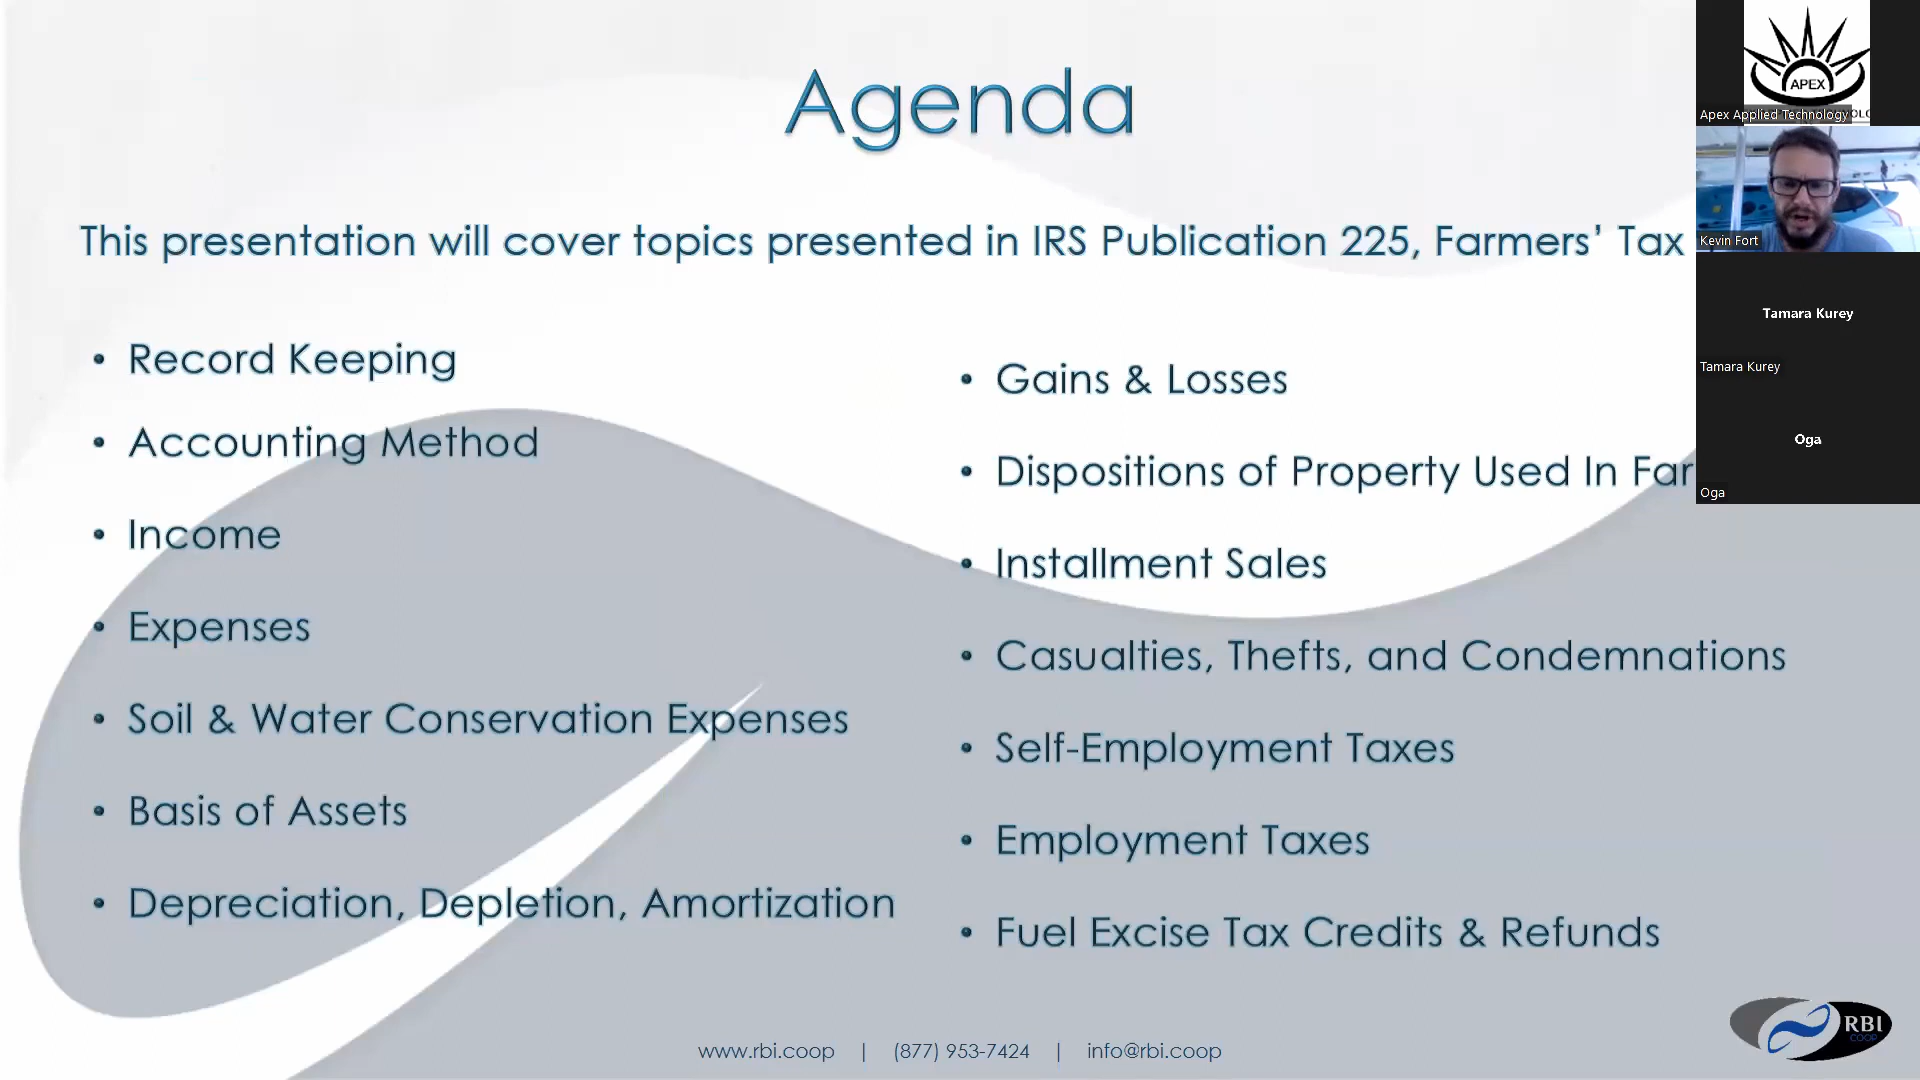 Agenda
This presentation will cover topics presented in IRS Publication 225, Farmers’ Tax
• Record Keeping
• Accounting Method
• Income
• Expenses
• Soil & Water Conservation Expenses
• Basis of Assets
• Depreciation, Depletion, Amortization
• Gains & Losses
• Dispositions of Property Used In Far
• Installment Sales
• Casualties, Thefts, and Condemnations
• Self-Employment Taxes
• Employment Taxes
• Fuel Excise Tax Credits & Refunds
www.rbi.coop | (877) 953-7424 | info@rbi.coop
RBI
COOP
APEX
Apex Applied Technology
Kevin Fort
Tamara Kurey
Tamara Kurey
Oga
Oga